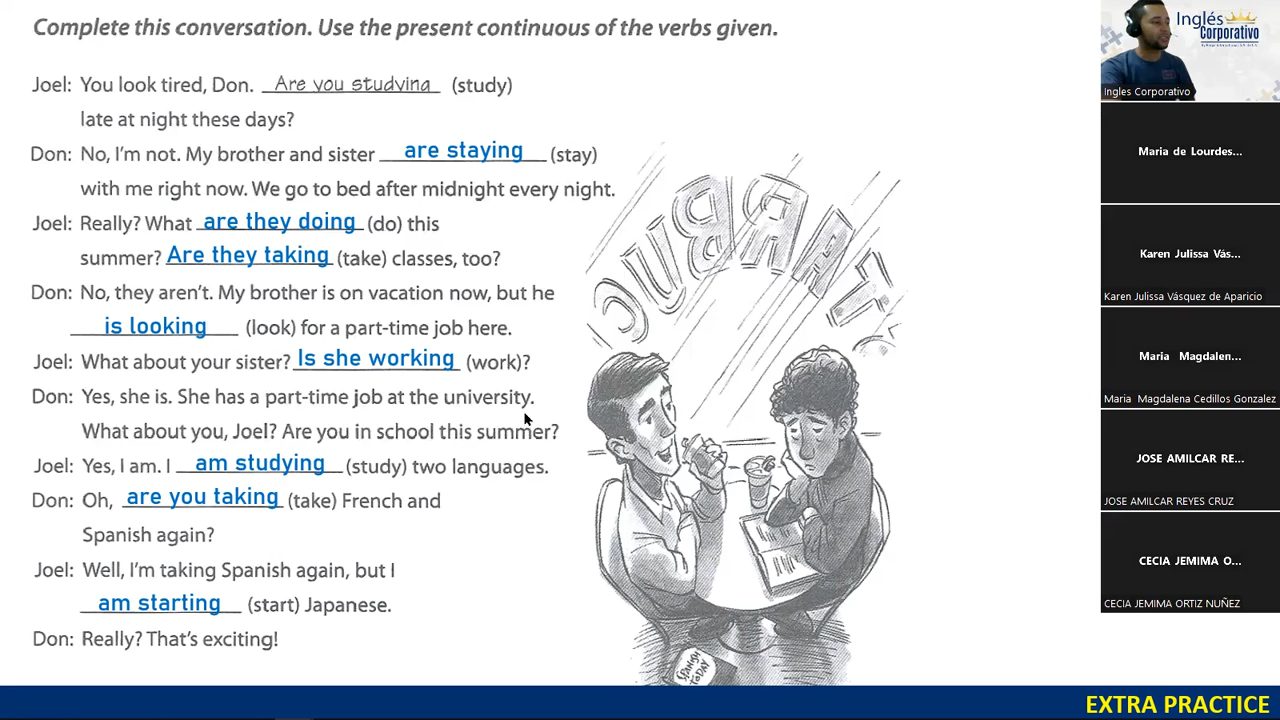 Complete this conversation. Use the present continuous of the verbs given.
Joel: You look tired, Don. Are you studying (study)
late at night these days?
Don: No, I'm not. My brother and sister are staying (stay)
with me right now. We go to bed after midnight every night.
Joel: Really? What are they doing (do) this
summer? Are they taking (take) classes, too?
Don: No, they aren't. My brother is on vacation now, but he
is looking (look) for a part-time job here.
Joel: What about your sister? Is she working (work)?
Don: Yes, she is. She has a part-time job at the university.
What about you, Joel? Are you in school this summer?
Joel: Yes, I am. I am studying (study) two languages.
Don: Oh, are you taking (take) French and
Spanish again?
Joel: Well, I'm taking Spanish again, but I
am starting (start) Japanese.
Don: Really? That's exciting!
SPANISH
TODAY
EXTRA PRACTICE
Inglés
Corporativo
Ingles Corporativo
Maria de Lourdes...
Karen Julissa Vás...
Karen Julissa Vásquez de Aparicio
Maria Magdalen...
Maria Magdalena Cedillos Gonzalez
JOSE AMILCAR RE...
JOSE AMILCAR REYES CRUZ
CECIA JEMIMA O...
CECIA JEMIMA ORTIZ NUÑEZ